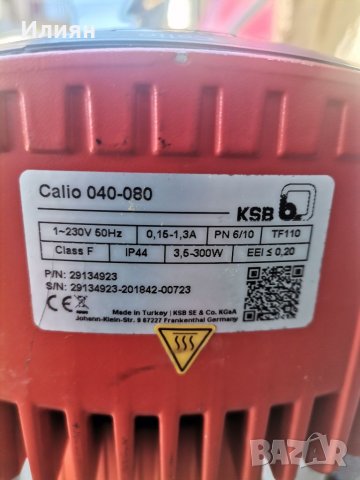 Илиян
Calio 040-080
KSB
1~230V 50Hz 0,15-1,3A PN 6/10 TF110
Class F IP44 3,5-300W EEI ≤ 0,20
P/N: 29134923
S/N: 29134923-201842-00723
CE
Made in Turkey | KSB SE & Co. KGaA
Johann-Klein-Str. 9 67227 Frankenthal Germany
BAZAR